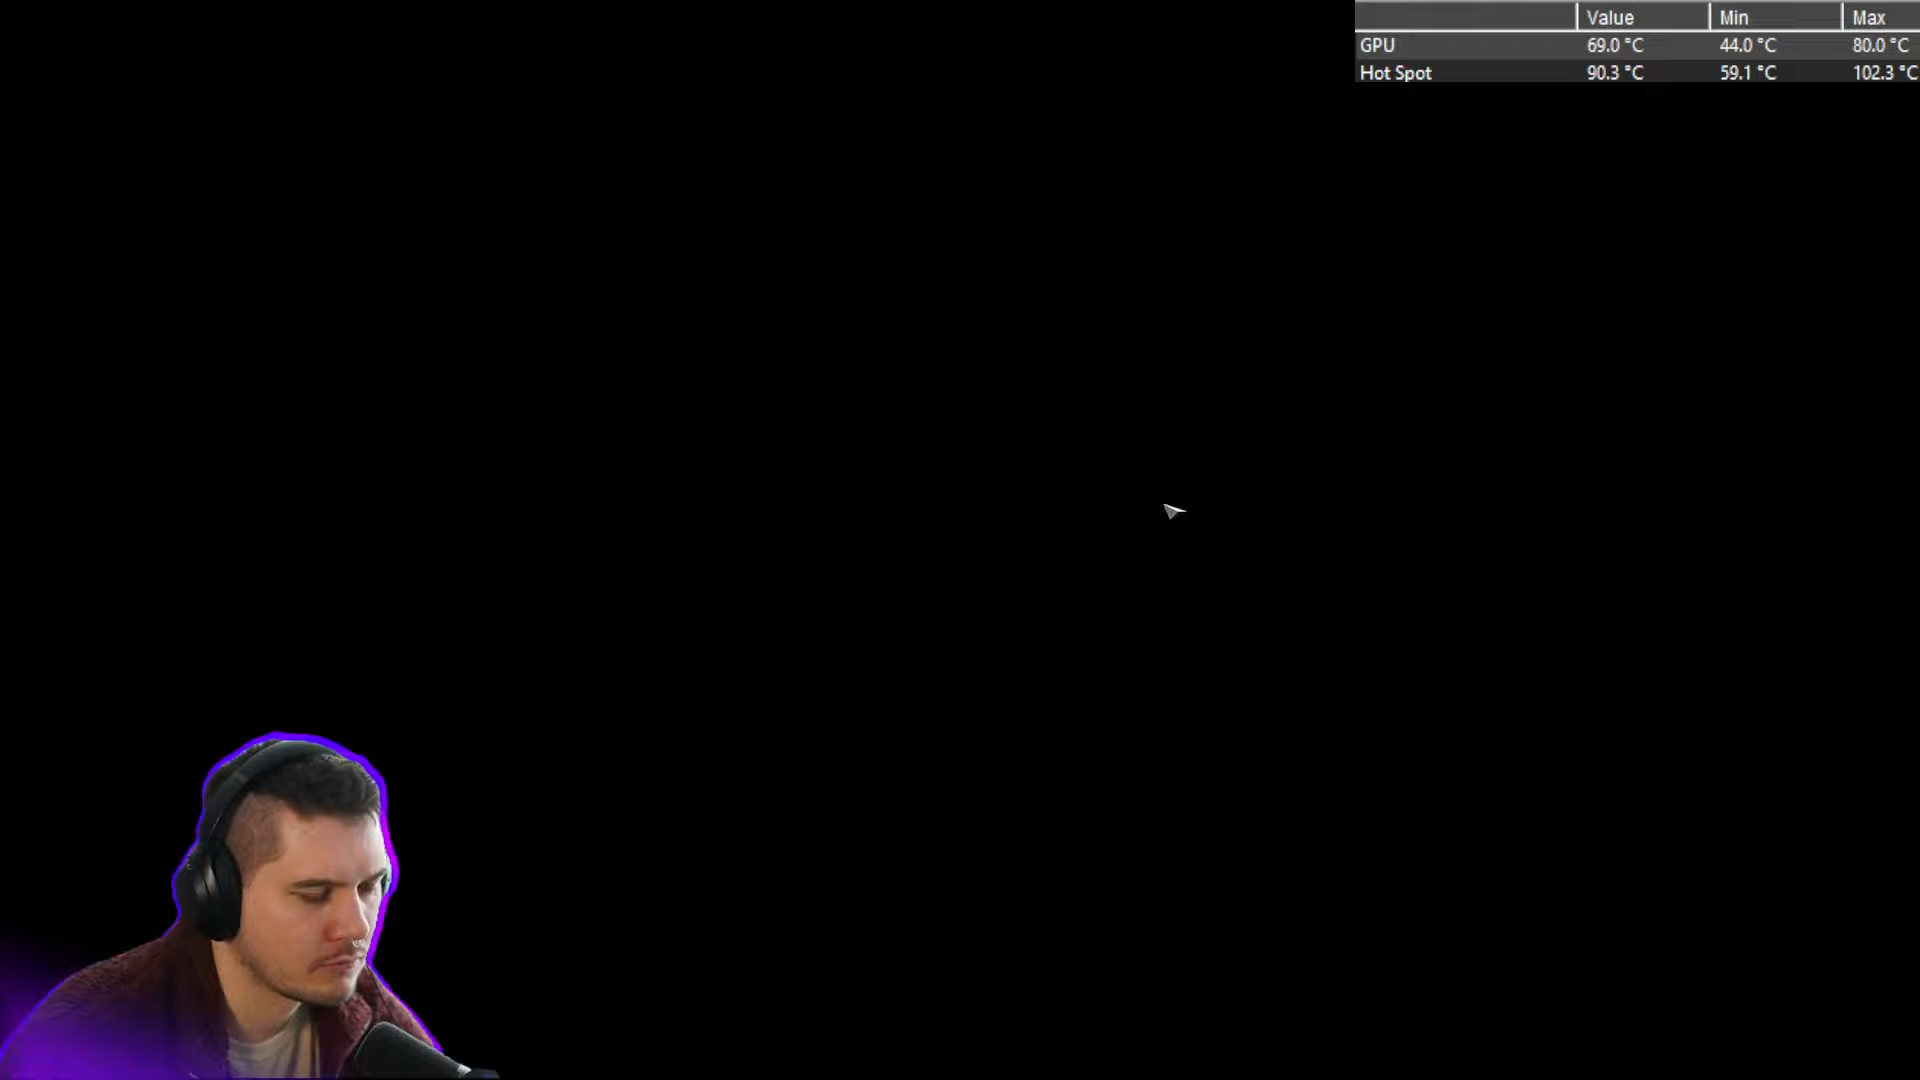 Value Min Max
GPU 69.0 °C 44.0 °C 80.0 °C
Hot Spot 90.3 °C 59.1 °C 102.3 °C